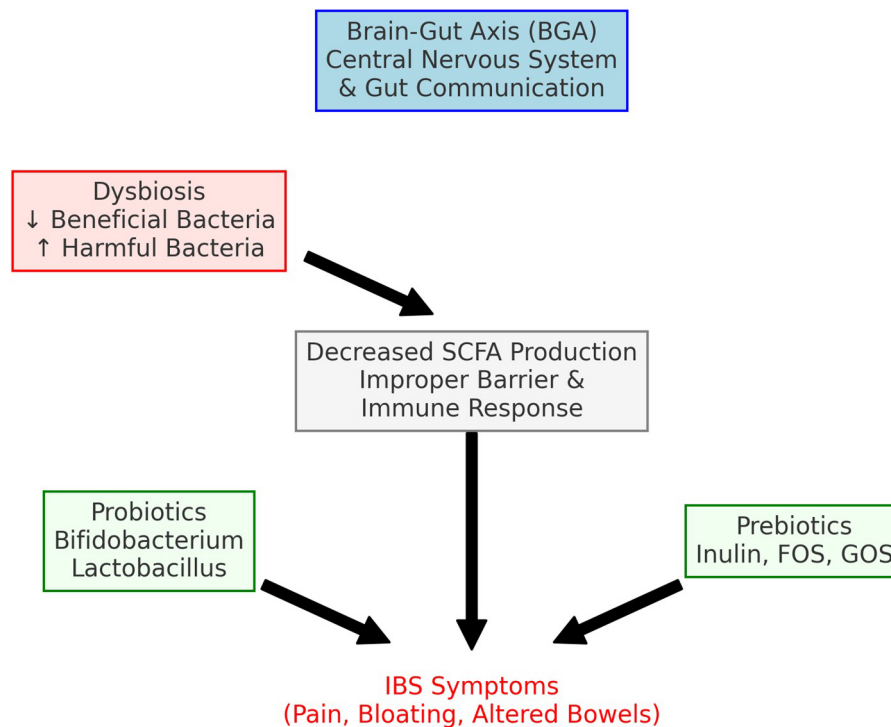 Brain-Gut Axis (BGA)
Central Nervous System
& Gut Communication
Dysbiosis
↓ Beneficial Bacteria
↑ Harmful Bacteria
Decreased SCFA Production
Improper Barrier &
Immune Response
Probiotics
Bifidobacterium
Lactobacillus
Prebiotics
Inulin, FOS, GOS
IBS Symptoms
(Pain, Bloating, Altered Bowels)